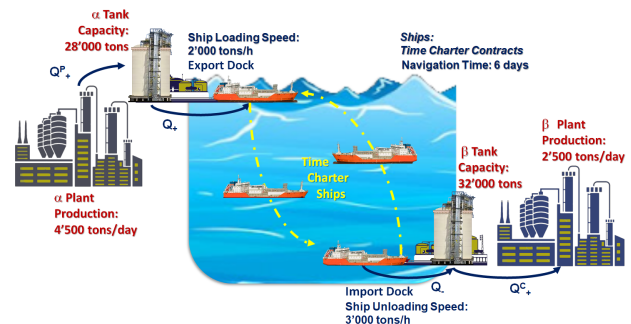 α Tank
Capacity:
28’000 tons
Qᴾ₊
Ship Loading Speed:
2’000 tons/h
Export Dock
Ships:
Time Charter Contracts
Navigation Time: 6 days
Q₊
α Plant
Production:
4’500 tons/day
Time
Charter
Ships
β Tank
Capacity:
32’000 tons
β Plant
Production:
2’500 tons/day
Q₋
Qᶜ₊
Import Dock
Ship Unloading Speed:
3’000 tons/h